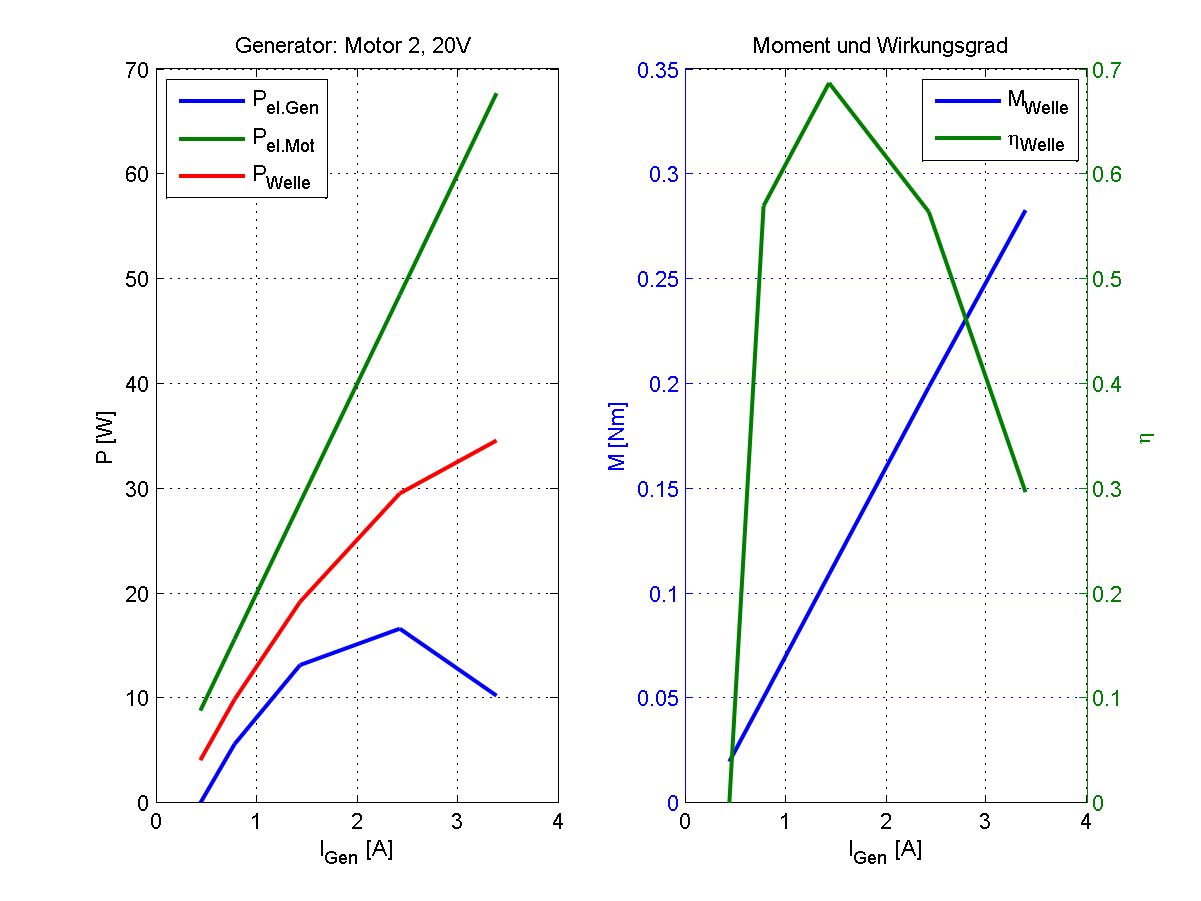 Generator: Motor 2, 20V
70
60
50
40
30
20
10
0
P [W]
P_el.Gen
P_el.Mot
P_Welle
0 1 2 3 4
I_Gen [A]
Moment und Wirkungsgrad
0.35
0.3
0.25
0.2
0.15
0.1
0.05
0
M [Nm]
M_Welle
η_Welle
0.7
0.6
0.5
0.4
0.3
0.2
0.1
0
η
0 1 2 3 4
I_Gen [A]